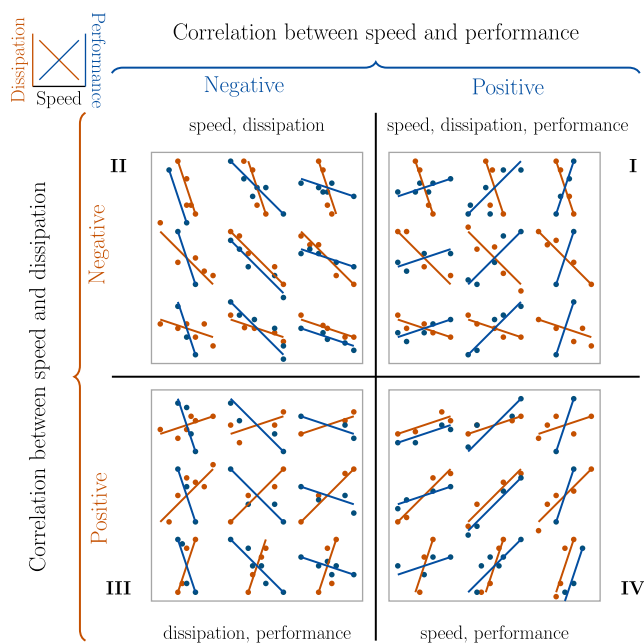 Correlation between speed and performance
Dissipation
Performance
Speed
Negative
Positive
speed, dissipation
speed, dissipation, performance
II
I
Correlation between speed and dissipation
Negative
Positive
III
IV
dissipation, performance
speed, performance